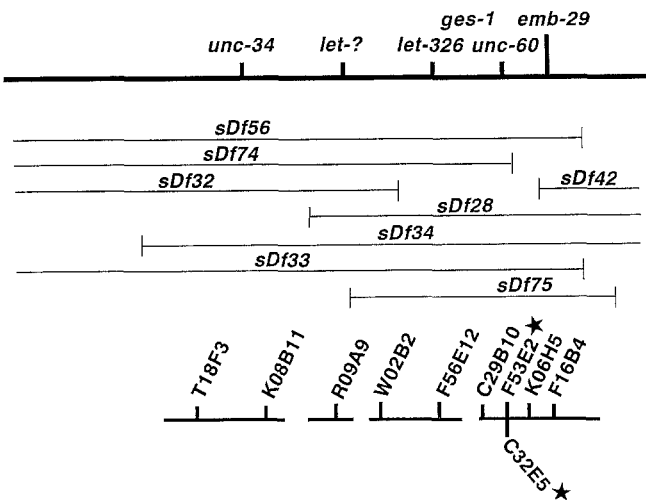 ges-1 emb-29
unc-34 let-? let-326 unc-60
sDf56
sDf74
sDf32 sDf42
sDf28
sDf34
sDf33
sDf75
T18F3 K08B11 R09A9 W02B2 F56E12 C29B10 F53E2 ★ K06H5 F16B4
C32E5 ★